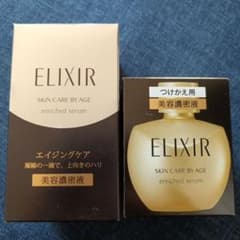 ELIXIR
SKIN CARE BY AGE
enriched serum
エイジングケア
凝縮の一滴で、上向きのハリ
美容濃密液
つけかえ用
美容濃密液
ELIXIR
SKIN CARE BY AGE
enriched serum